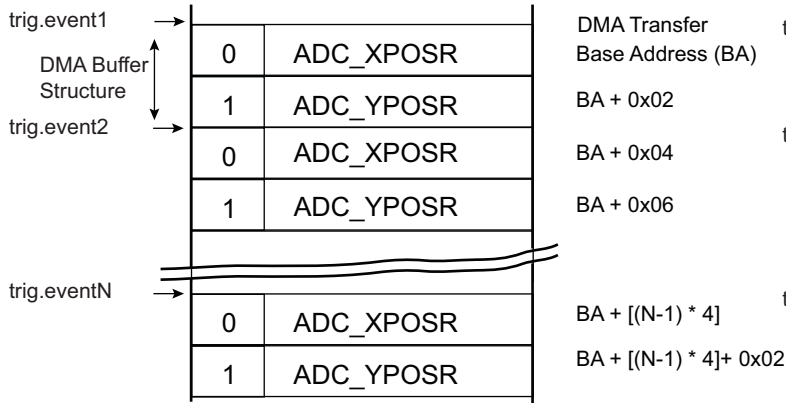 trig.event1
DMA Transfer
Base Address (BA)
t
0 ADC_XPOSR
DMA Buffer
Structure
1 ADC_YPOSR
BA + 0x02
trig.event2
t
0 ADC_XPOSR
BA + 0x04
1 ADC_YPOSR
BA + 0x06
trig.eventN
0 ADC_XPOSR
BA + [(N-1) * 4]
t
1 ADC_YPOSR
BA + [(N-1) * 4]+ 0x02